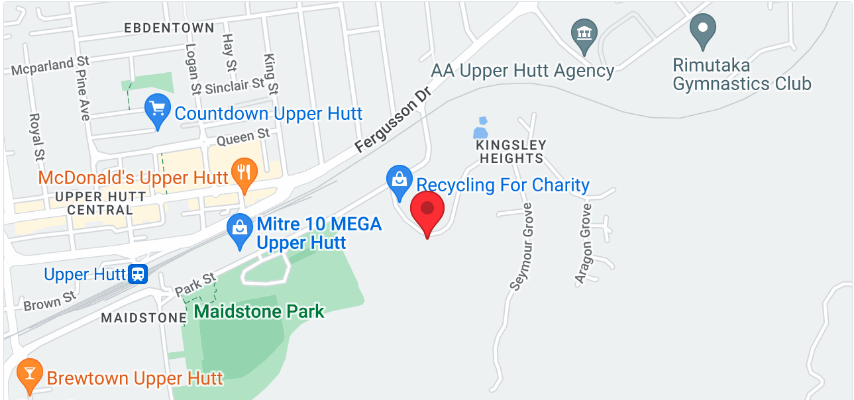 EBDENTOWN
Mcparland St
Pine Ave
Logan St
Hay St
King St
Sinclair St
AA Upper Hutt Agency
Rimutaka
Gymnastics Club
Royal St
Countdown Upper Hutt
Queen St
Fergusson Dr
KINGSLEY
HEIGHTS
McDonald's Upper Hutt
Recycling For Charity
UPPER HUTT
CENTRAL
Mitre 10 MEGA
Upper Hutt
Seymour Grove
Aragon Grove
Upper Hutt
Park St
Brown St
MAIDSTONE
Maidstone Park
Brewtown Upper Hutt